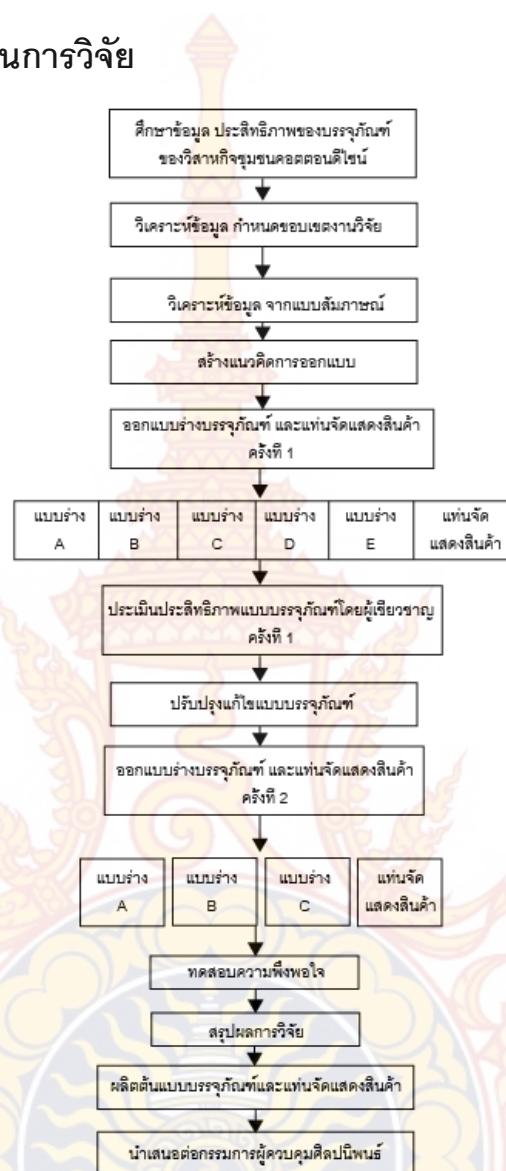 นการวิจัย
ศึกษาข้อมูล ประสิทธิภาพของบรรจุภัณฑ์
ของวิสาหกิจชุมชนคอตตอนดีไซน์
วิเคราะห์ข้อมูล กำหนดขอบเขตงานวิจัย
วิเคราะห์ข้อมูล จากแบบสัมภาษณ์
สร้างแนวคิดการออกแบบ
ออกแบบร่างบรรจุภัณฑ์ และแท่นจัดแสดงสินค้า
ครั้งที่ 1
แบบร่าง แบบร่าง แบบร่าง แบบร่าง แบบร่าง แท่นจัด
A B C D E แสดงสินค้า
ประเมินประสิทธิภาพแบบบรรจุภัณฑ์โดยผู้เชียวชาญ
ครั้งที่ 1
ปรับปรุงแก้ไขแบบบรรจุภัณฑ์
ออกแบบร่างบรรจุภัณฑ์ และแท่นจัดแสดงสินค้า
ครั้งที่ 2
แบบร่าง แบบร่าง แบบร่าง แท่นจัด
A B C แสดงสินค้า
ทดสอบความพึงพอใจ
สรุปผลการวิจัย
ผลิตต้นแบบบรรจุภัณฑ์และแท่นจัดแสดงสินค้า
นำเสนอต่อกรรมการผู้ควบคุมศิลปนิพนธ์